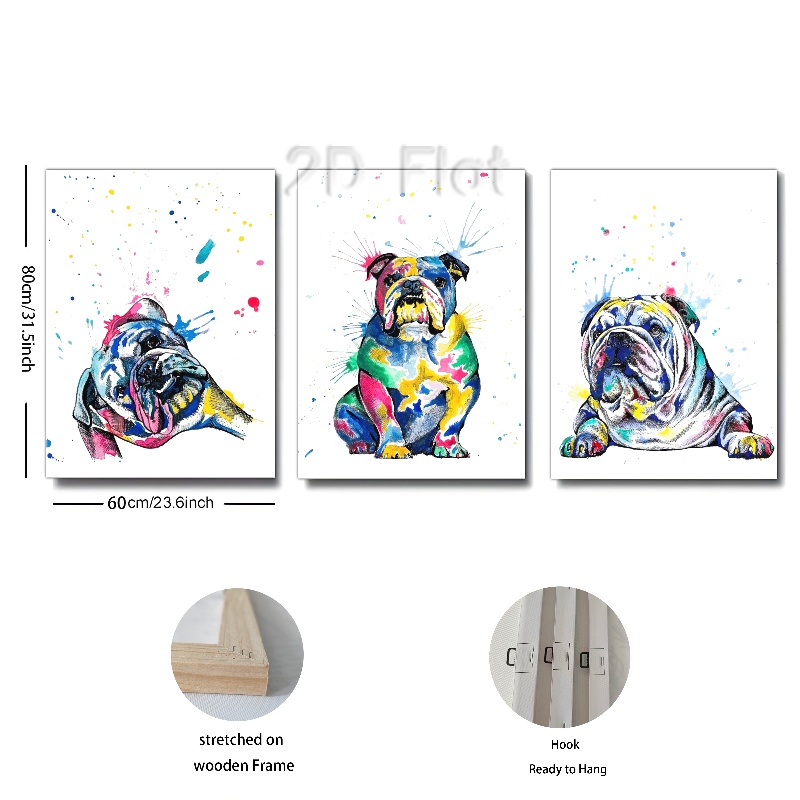 2D Flat
80cm/31.5inch
60cm/23.6inch
stretched on
wooden Frame
Hook
Ready to Hang